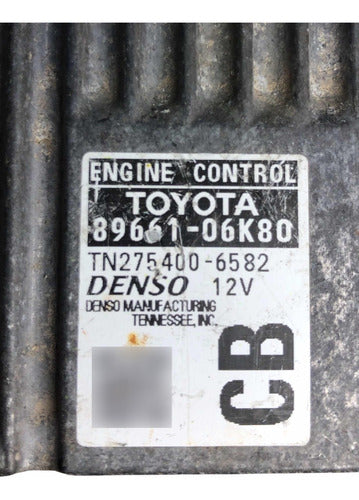 ENGINE CONTROL
TOYOTA
89661-06K80
TN275400-6582
DENSO 12V
DENSO MANUFACTURING
TENNESSEE, INC.
CB